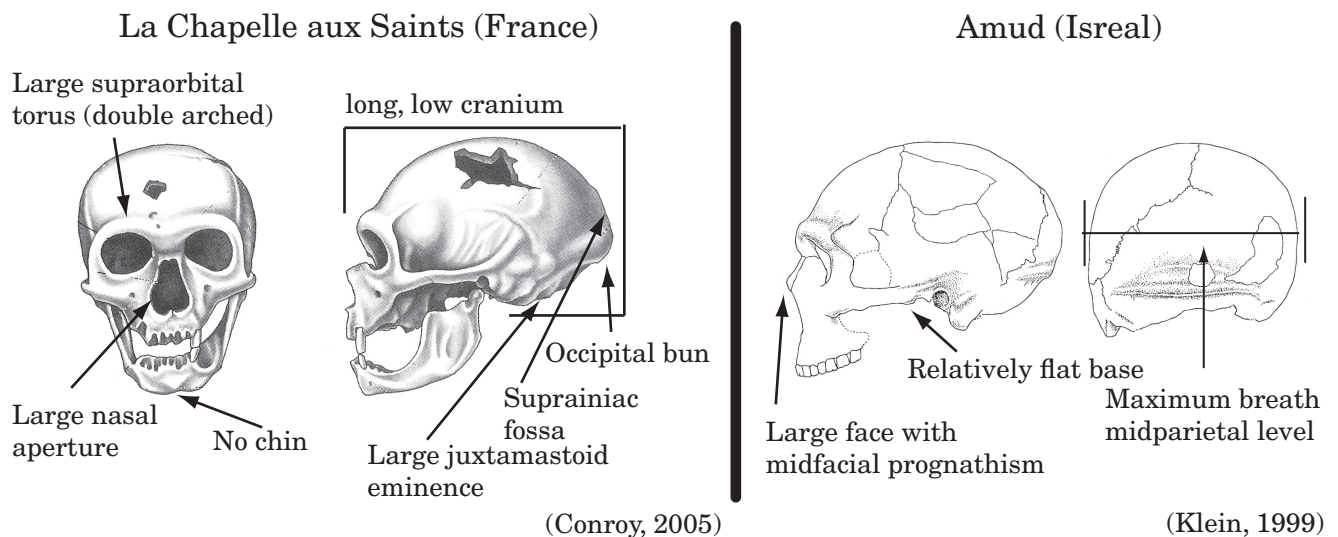 La Chapelle aux Saints (France)
Large supraorbital
torus (double arched)
long, low cranium
Large nasal
aperture
No chin
Occipital bun
Suprainiac
fossa
Large juxtamastoid
eminence
(Conroy, 2005)
Amud (Isreal)
Relatively flat base
Large face with
midfacial prognathism
Maximum breath
midparietal level
(Klein, 1999)